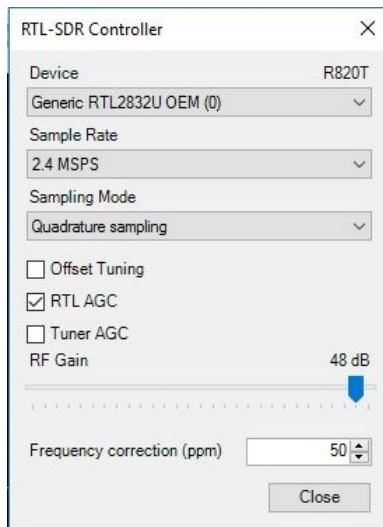 RTL-SDR Controller
Device R820T
Generic RTL2832U OEM (0)
Sample Rate
2.4 MSPS
Sampling Mode
Quadrature sampling
Offset Tuning
RTL AGC
Tuner AGC
RF Gain 48 dB
Frequency correction (ppm) 50
Close